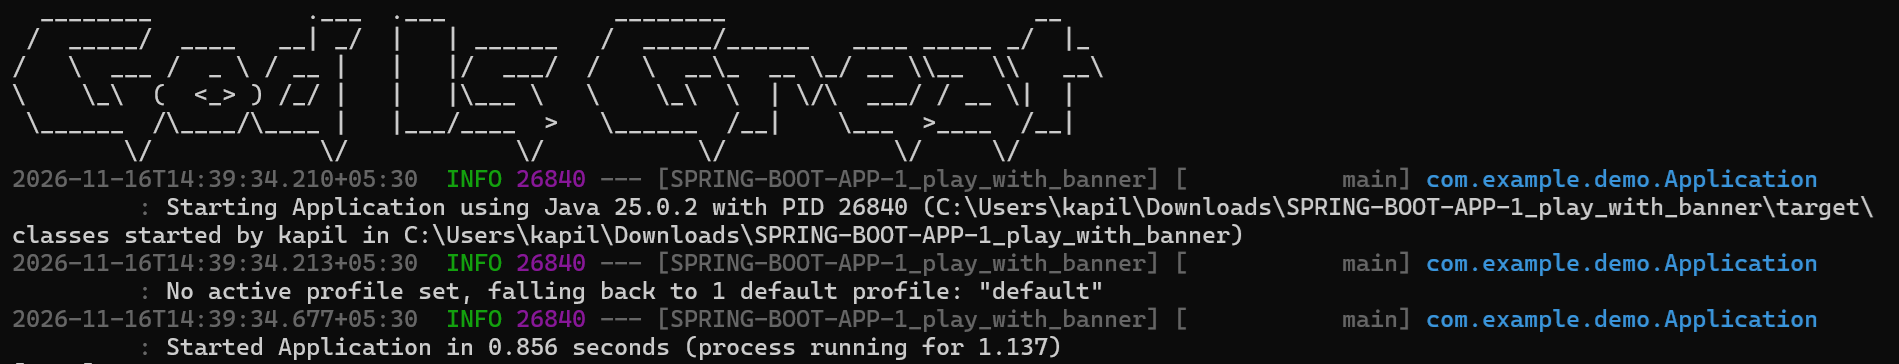 God Is Great
2026-11-16T14:39:34.210+05:30  INFO 26840 --- [SPRING-BOOT-APP-1_play_with_banner] [           main] com.example.demo.Application
         : Starting Application using Java 25.0.2 with PID 26840 (C:\Users\kapil\Downloads\SPRING-BOOT-APP-1_play_with_banner\target\
classes started by kapil in C:\Users\kapil\Downloads\SPRING-BOOT-APP-1_play_with_banner)
2026-11-16T14:39:34.213+05:30  INFO 26840 --- [SPRING-BOOT-APP-1_play_with_banner] [           main] com.example.demo.Application
         : No active profile set, falling back to 1 default profile: "default"
2026-11-16T14:39:34.677+05:30  INFO 26840 --- [SPRING-BOOT-APP-1_play_with_banner] [           main] com.example.demo.Application
         : Started Application in 0.856 seconds (process running for 1.137)